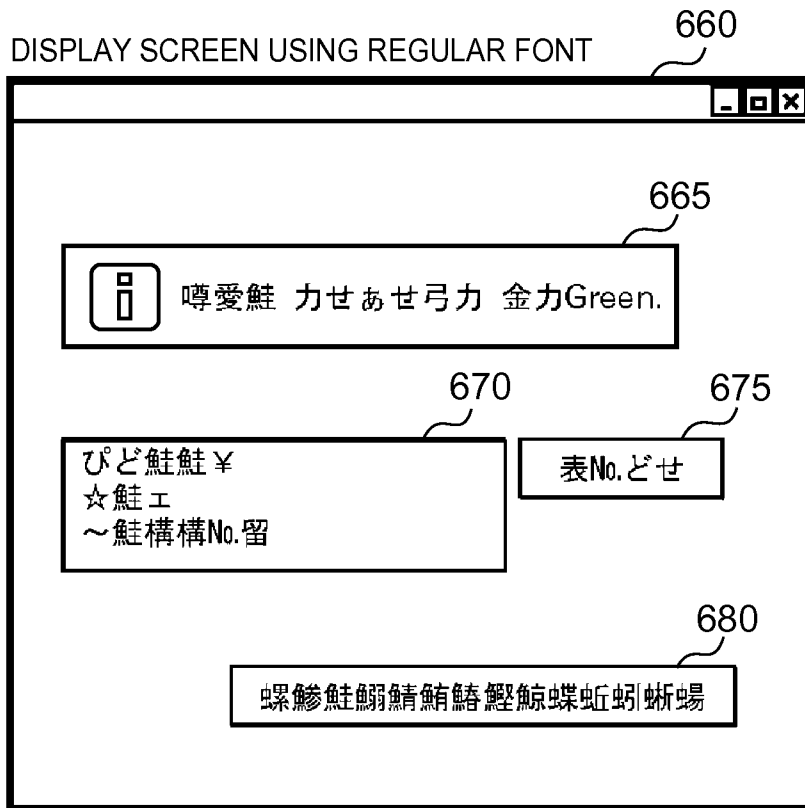 DISPLAY SCREEN USING REGULAR FONT
660
665
噂愛鮭 力せぁせ弓力 金力Green.
670
675
ぴど鮭鮭￥
☆鮭ェ
～鮭構構№留
表№どせ
680
螺鯵鮭鰯鯖鮪鰆鰹鯨蝶蚯蚓蜥蜴